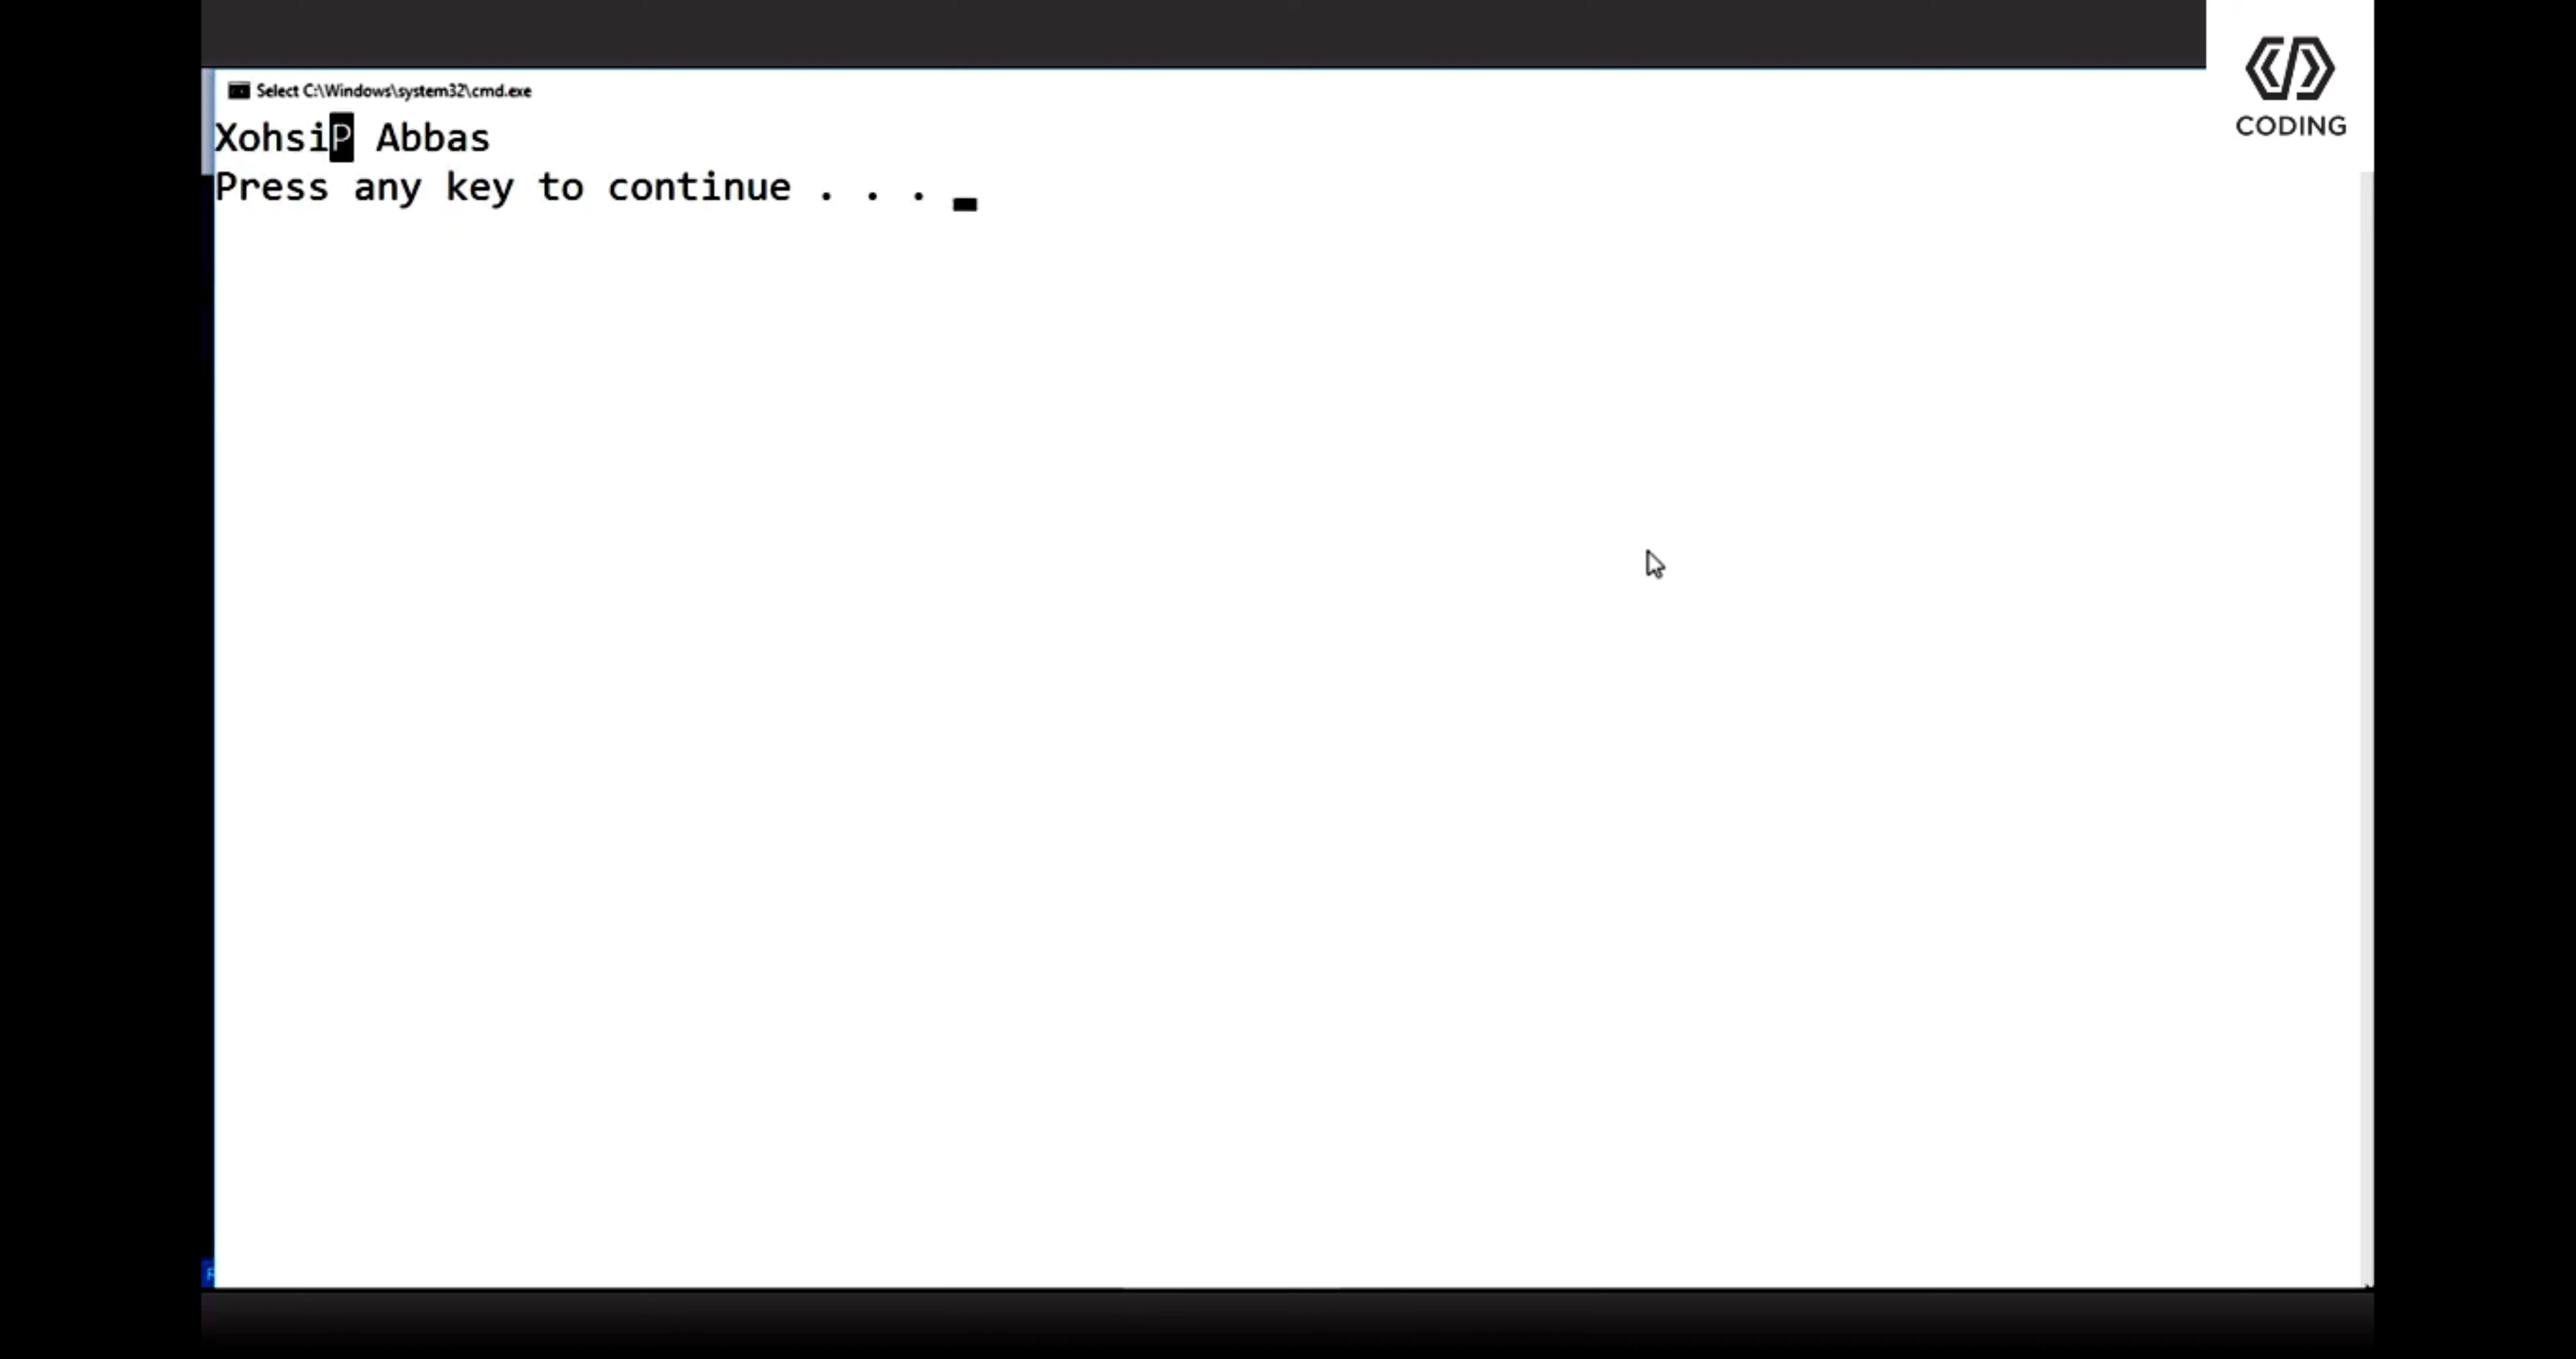 CODING
Select C:\Windows\system32\cmd.exe
XohsiP Abbas
Press any key to continue . . .